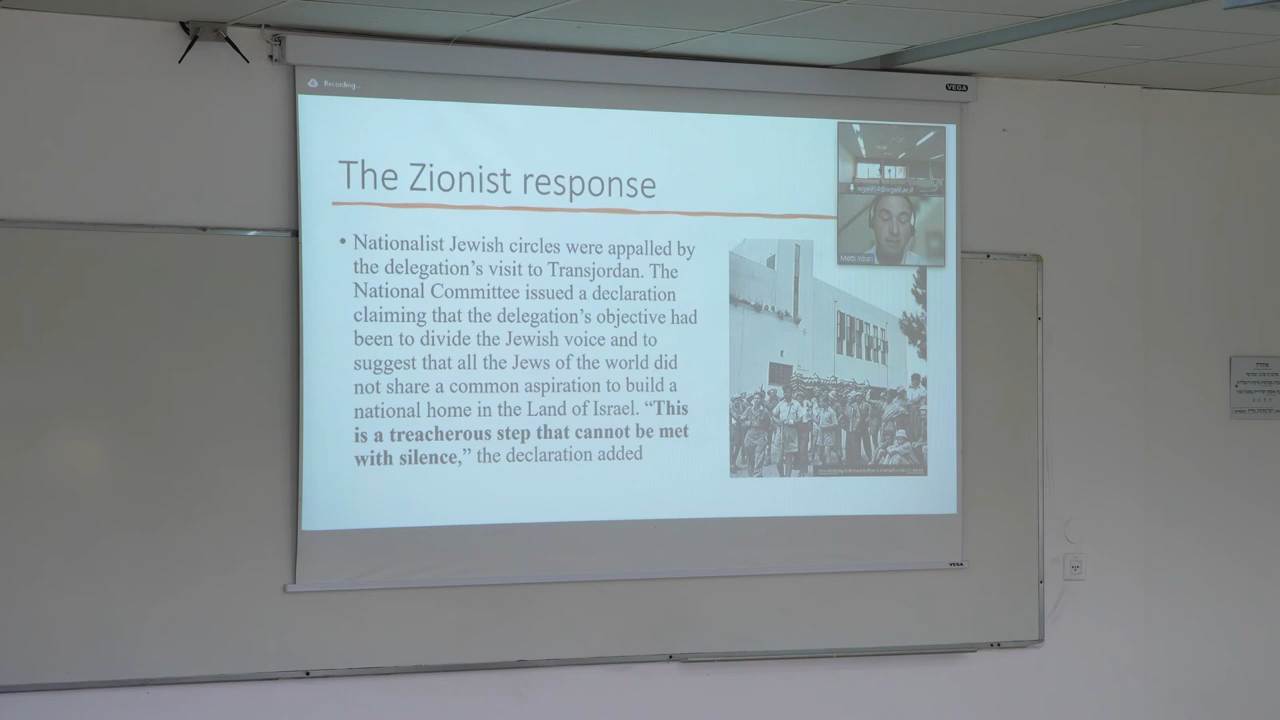 Recording...
VEGA
The Zionist response
• Nationalist Jewish circles were appalled by
the delegation's visit to Transjordan. The
National Committee issued a declaration
claiming that the delegation's objective had
been to divide the Jewish voice and to
suggest that all the Jews of the world did
not share a common aspiration to build a
national home in the Land of Israel. “This
is a treacherous step that cannot be met
with silence,” the declaration added
VEGA